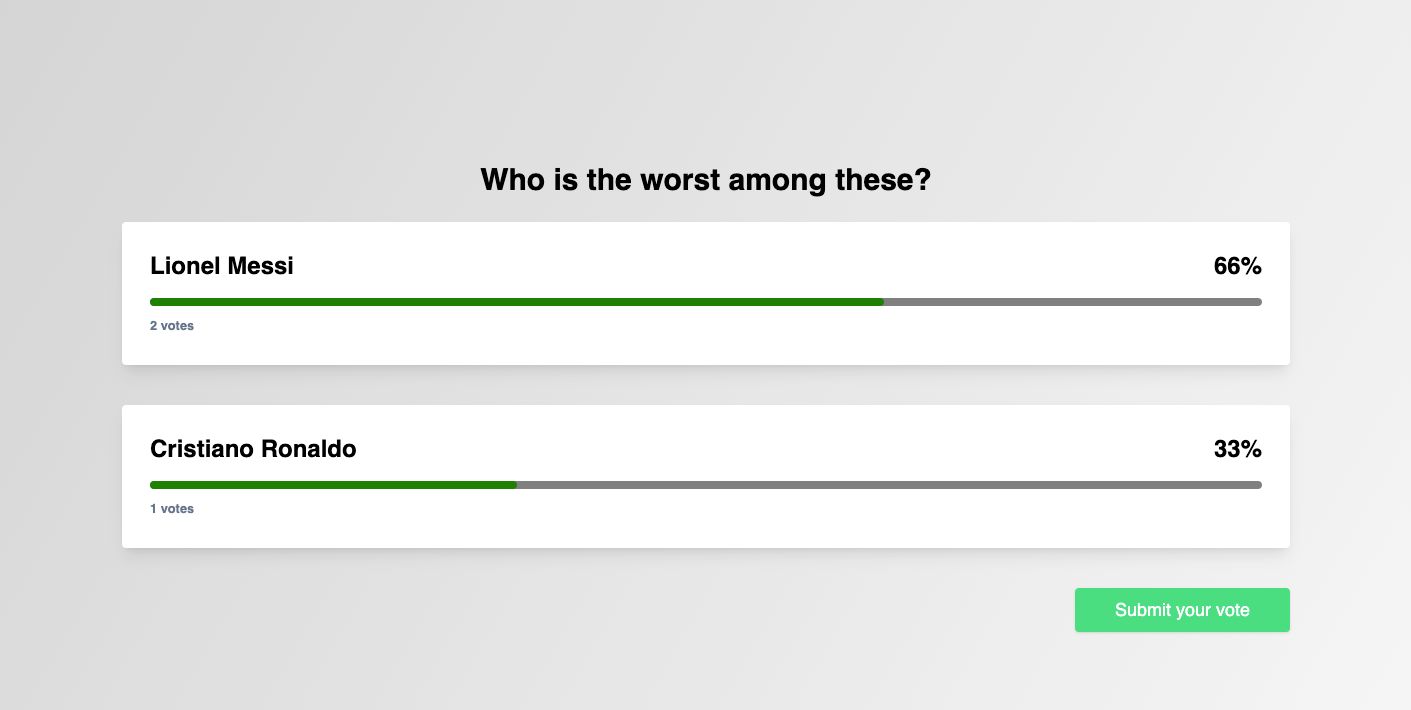 Who is the worst among these?
Lionel Messi 66%
2 votes
Cristiano Ronaldo 33%
1 votes
Submit your vote